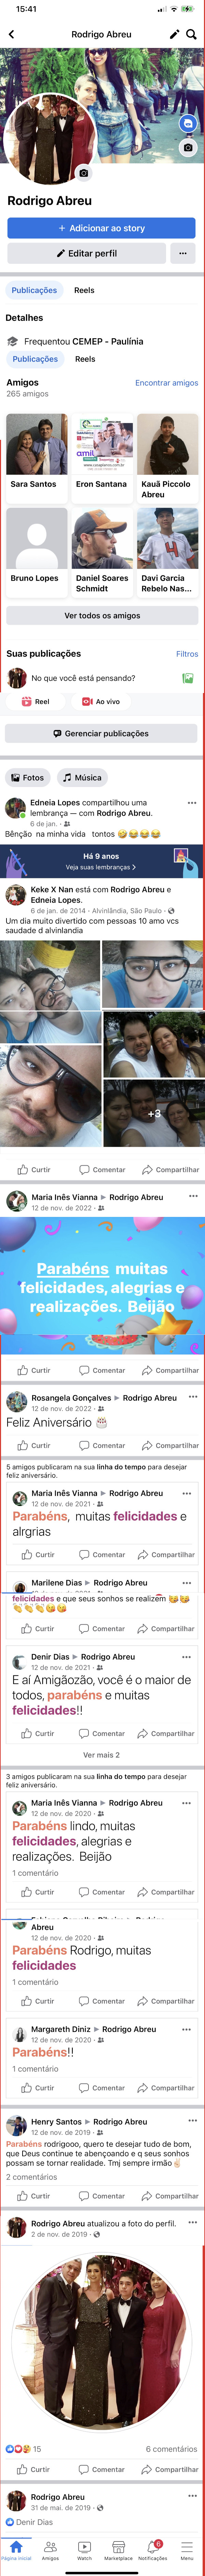 15:41
Rodrigo Abreu
Rodrigo Abreu
+ Adicionar ao story
Editar perfil
Publicações Reels
Detalhes
Frequentou CEMEP - Paulínia
Publicações Reels
Amigos
Encontrar amigos
265 amigos
amil
Sara Santos
Eron Santana
Kauã Piccolo
Abreu
Bruno Lopes
Daniel Soares
Schmidt
Davi Garcia
Rebelo Nas...
Ver todos os amigos
Suas publicações
Filtros
No que você está pensando?
Reel
Ao vivo
Gerenciar publicações
Fotos
Música
Edneia Lopes compartilhou uma
lembrança — com Rodrigo Abreu.
6 de jan. ·
Bênção na minha vida tontos 🤣😂😂😂
Há 9 anos
Veja suas lembranças >
Keke X Nan está com Rodrigo Abreu e
Edneia Lopes.
6 de jan. de 2014 · Alvinlândia, São Paulo ·
Um dia muito divertido com pessoas 10 amo vcs
saudade d alvinlandia
+3
Curtir Comentar Compartilhar
Maria Inês Vianna ▸ Rodrigo Abreu
12 de nov. de 2022 ·
Parabéns muitas
felicidades, alegrias e
realizações. Beijão
Curtir Comentar Compartilhar
Rosangela Gonçalves ▸ Rodrigo Abreu
12 de nov. de 2022 ·
Feliz Aniversário 🎂
Curtir Comentar Compartilhar
5 amigos publicaram na sua linha do tempo para desejar
feliz aniversário.
Maria Inês Vianna ▸ Rodrigo Abreu
12 de nov. de 2021 ·
Parabéns, muitas felicidades e
alrgrias
Curtir Comentar Compartilhar
Marilene Dias ▸ Rodrigo Abreu
felicidades e que seus sonhos se realizem
Curtir Comentar Compartilhar
Denir Dias ▸ Rodrigo Abreu
12 de nov. de 2021 ·
E aí Amigãozão, você é o maior de
todos, parabéns e muitas
felicidades!!
Curtir Comentar Compartilhar
Ver mais 2
3 amigos publicaram na sua linha do tempo para desejar
feliz aniversário.
Maria Inês Vianna ▸ Rodrigo Abreu
12 de nov. de 2020 ·
Parabéns lindo, muitas
felicidades, alegrias e
realizações. Beijão
1 comentário
Curtir Comentar Compartilhar
Abreu
12 de nov. de 2020 ·
Parabéns Rodrigo, muitas
felicidades
1 comentário
Curtir Comentar Compartilhar
Margareth Diniz ▸ Rodrigo Abreu
12 de nov. de 2020 ·
Parabéns!!
1 comentário
Curtir Comentar Compartilhar
Henry Santos ▸ Rodrigo Abreu
12 de nov. de 2019 ·
Parabéns rodrigooo, quero te desejar tudo de bom,
que Deus continue te abençoando e q seus sonhos
possam se tornar realidade. Tmj sempre irmão ✌🏻
2 comentários
Curtir Comentar Compartilhar
Rodrigo Abreu atualizou a foto do perfil.
2 de nov. de 2019 ·
15
6 comentários
Curtir Comentar Compartilhar
Rodrigo Abreu
31 de mai. de 2019 ·
Denir Dias
6
Página inicial Amigos Watch Marketplace Notificações Menu